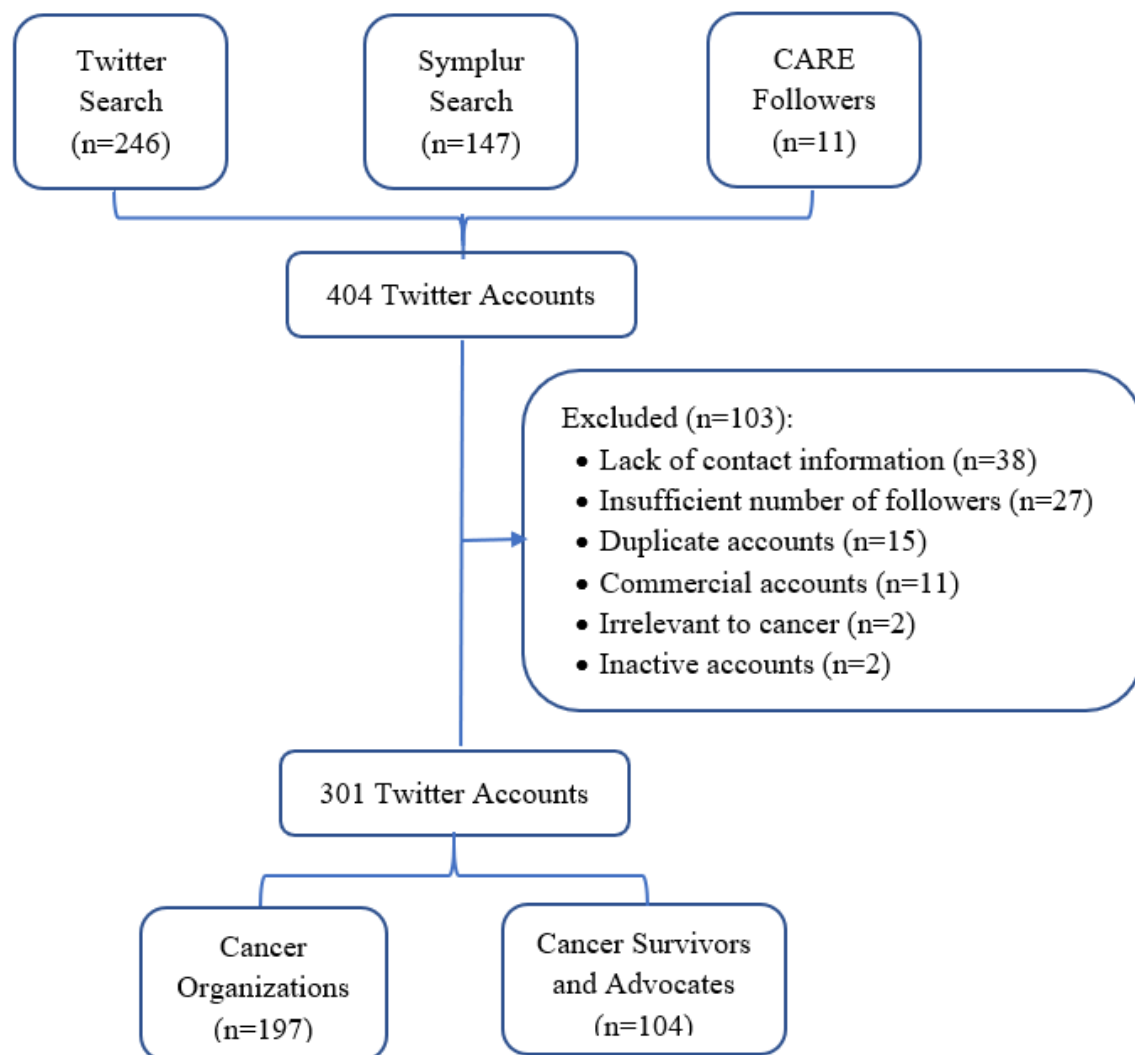 Twitter
Search
(n=246)
Symplur
Search
(n=147)
CARE
Followers
(n=11)
404 Twitter Accounts
Excluded (n=103):
• Lack of contact information (n=38)
• Insufficient number of followers (n=27)
• Duplicate accounts (n=15)
• Commercial accounts (n=11)
• Irrelevant to cancer (n=2)
• Inactive accounts (n=2)
301 Twitter Accounts
Cancer
Organizations
(n=197)
Cancer Survivors
and Advocates
(n=104)